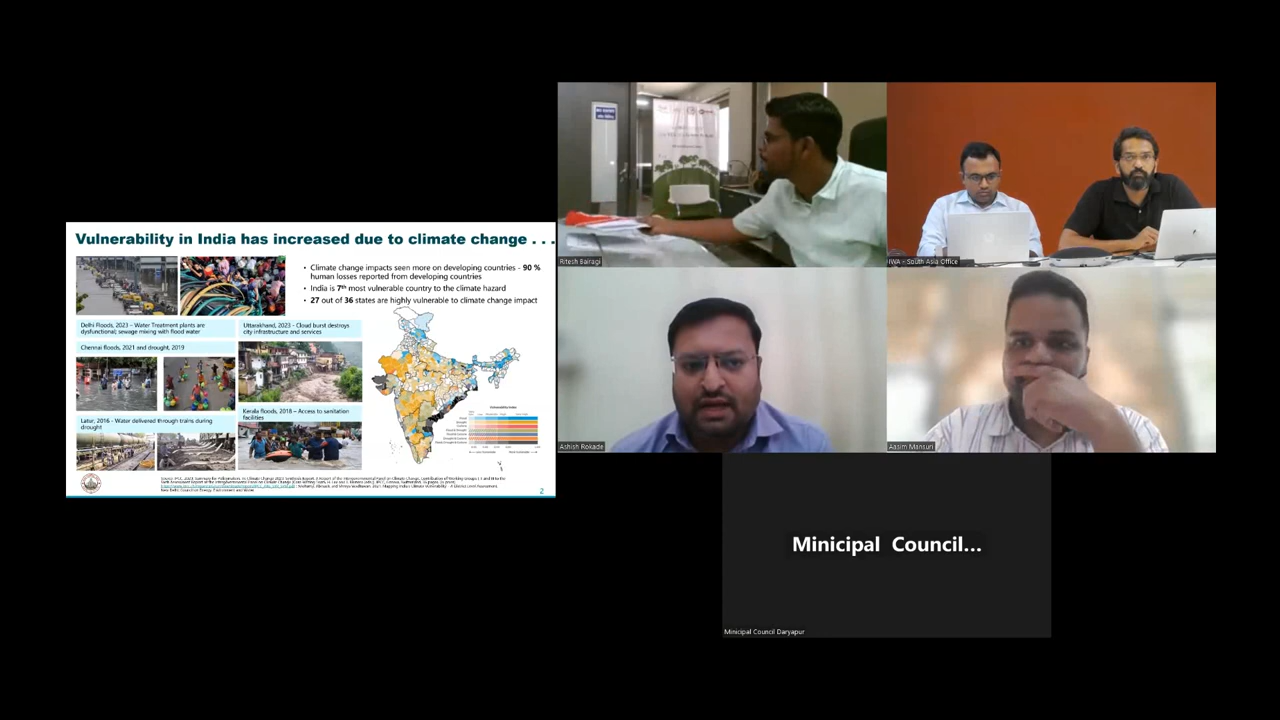 Vulnerability in India has increased due to climate change . . .
• Climate change impacts seen more on developing countries - 90 %
human losses reported from developing countries
• India is 7th most vulnerable country to the climate hazard
• 27 out of 36 states are highly vulnerable to climate change impact
Delhi Floods, 2023 – Water Treatment plants are
dysfunctional; sewage mixing with flood water
Uttarakhand, 2023 - Cloud burst destroys
city infrastructure and services
Chennai floods, 2021 and drought, 2019
Latur, 2016 - Water delivered through trains during
drought
Kerala floods, 2018 – Access to sanitation
facilities
Vulnerability Index
2
Ritesh Bairagi
IWA - South Asia Office
Ashish Rokade
Aasim Mansuri
Minicipal Council...
Minicipal Council Daryapur